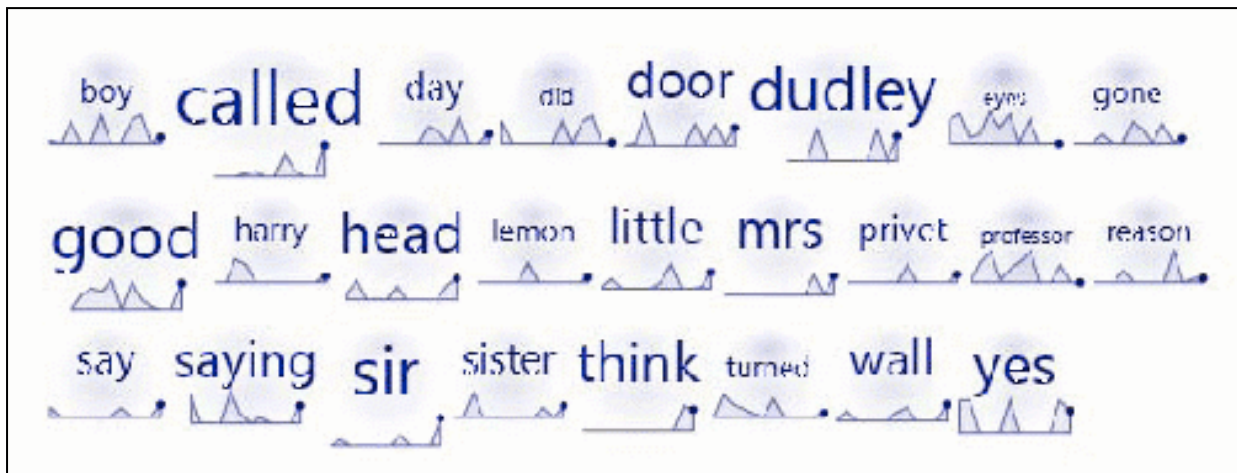 boy called day did door dudley eyes gone
good harry head lemon little mrs privet professor reason
say saying sir sister think turned wall yes